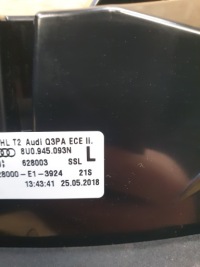 HL T2 Audi Q3PA ECE II.
8U0.945.093N
628003 SSL L
28000-E1-3924 21S
13:43:41 25.05.2018